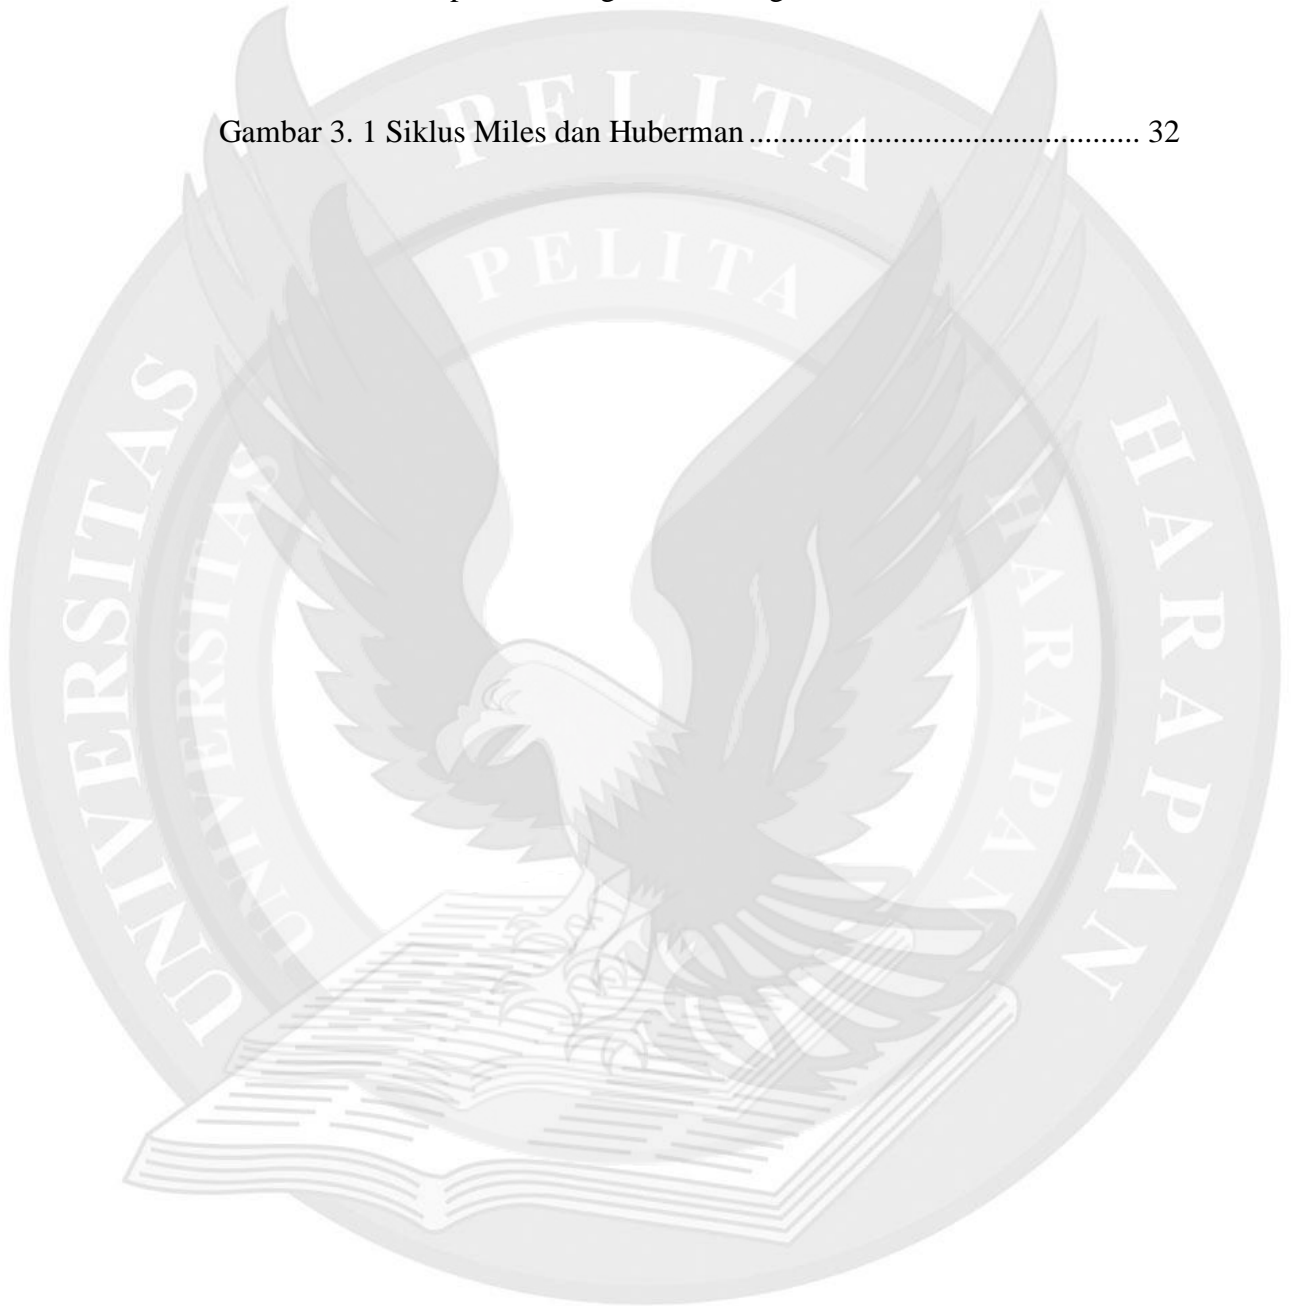 Gambar 3. 1 Siklus Miles dan Huberman ................................................ 32
PELITA
PELITA
UNIVERSITAS
UNIVERSITAS
HARAPAN
HARAPAN